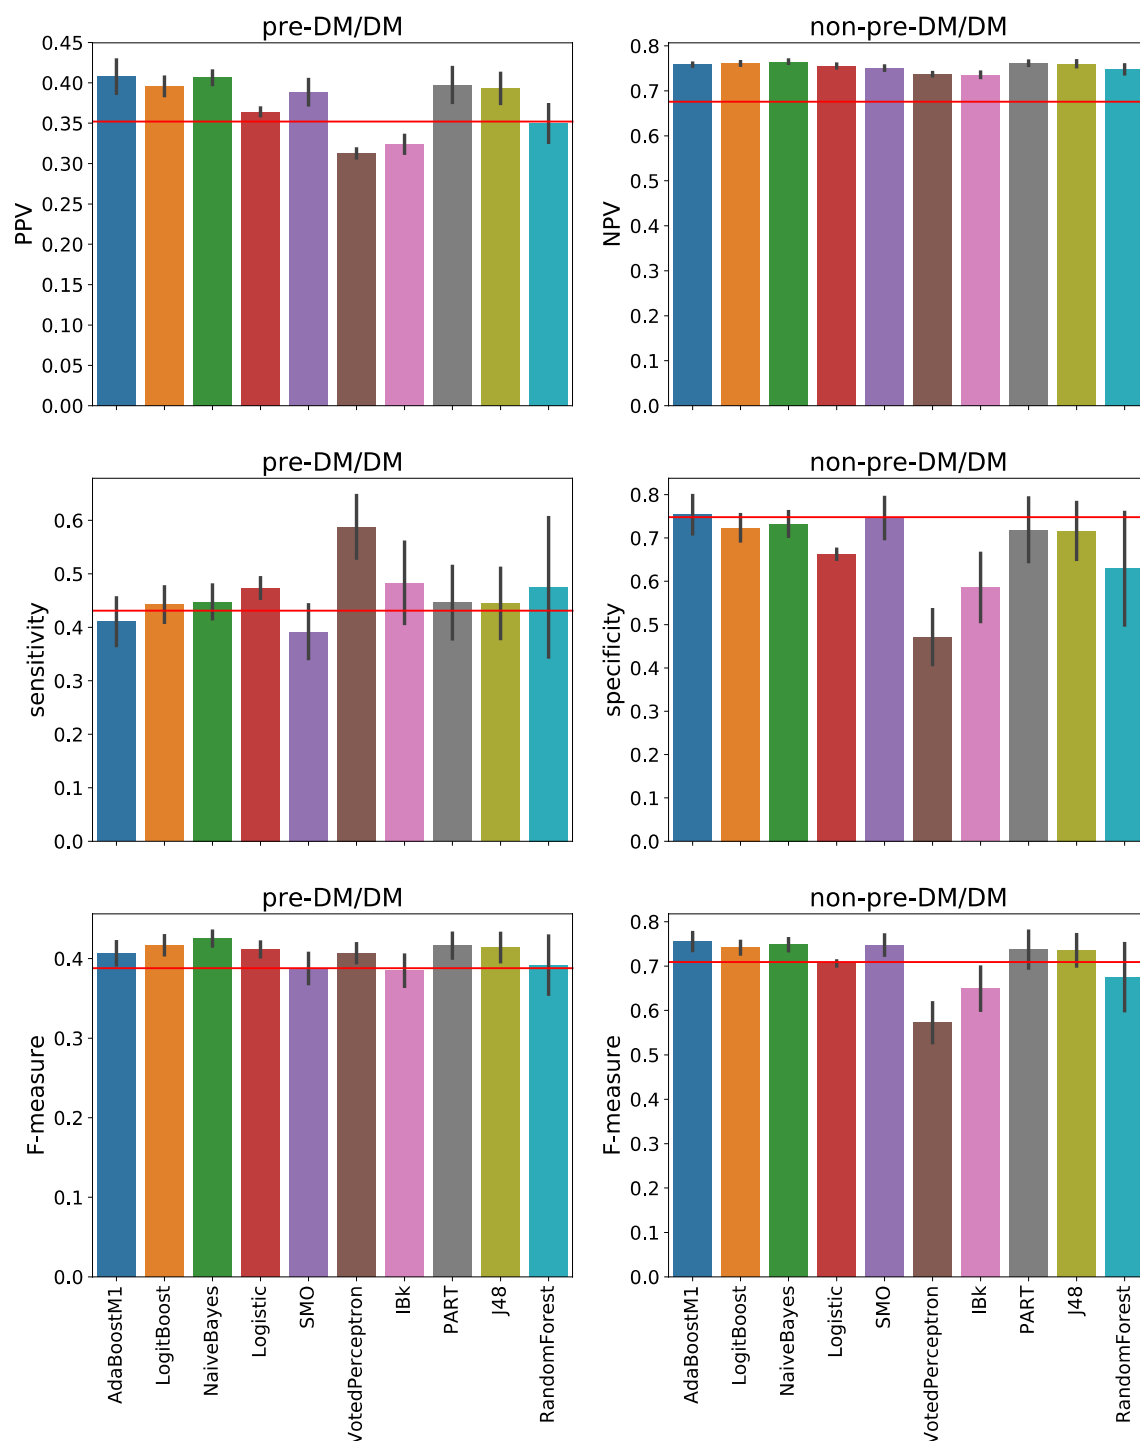 pre-DM/DM
non-pre-DM/DM
PPV
0.45
0.40
0.35
0.30
0.25
0.20
0.15
0.10
0.05
0.00
NPV
0.8
0.7
0.6
0.5
0.4
0.3
0.2
0.1
0.0
pre-DM/DM
non-pre-DM/DM
sensitivity
0.6
0.5
0.4
0.3
0.2
0.1
0.0
specificity
0.8
0.7
0.6
0.5
0.4
0.3
0.2
0.1
0.0
pre-DM/DM
non-pre-DM/DM
F-measure
0.4
0.3
0.2
0.1
0.0
F-measure
0.8
0.7
0.6
0.5
0.4
0.3
0.2
0.1
0.0
AdaBoostM1
LogitBoost
NaiveBayes
Logistic
SMO
VotedPerceptron
IBk
PART
J48
RandomForest
AdaBoostM1
LogitBoost
NaiveBayes
Logistic
SMO
VotedPerceptron
IBk
PART
J48
RandomForest